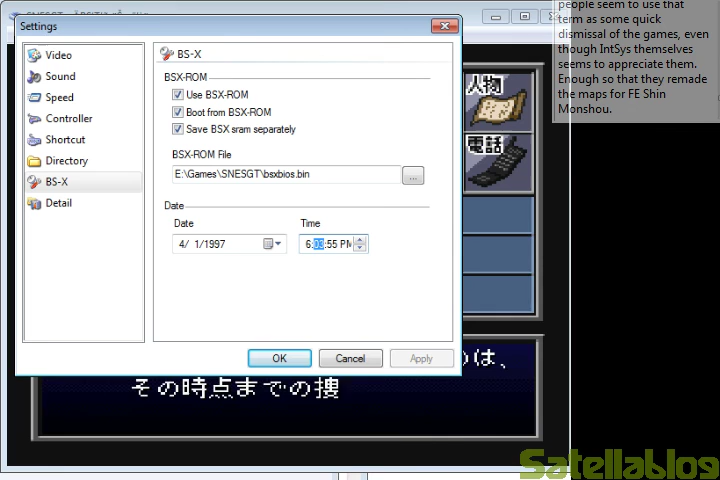 Settings
Video
Sound
Speed
Controller
Shortcut
Directory
BS-X
Detail
BS-X
BSX-ROM
Use BSX-ROM
Boot from BSX-ROM
Save BSX sram separately
BSX-ROM File
E:\Games\SNESGT\bsxbios.bin
...
Date
Date
Time
4/ 1/1997
6:03:55 PM
OK
Cancel
Apply
people seem to use that
term as some quick
dismissal of the games, even
though IntSys themselves
seems to appreciate them.
Enough so that they remade
the maps for FE Shin
Monshou.
人物
電話
は、
その時点までの捜
Satellablog